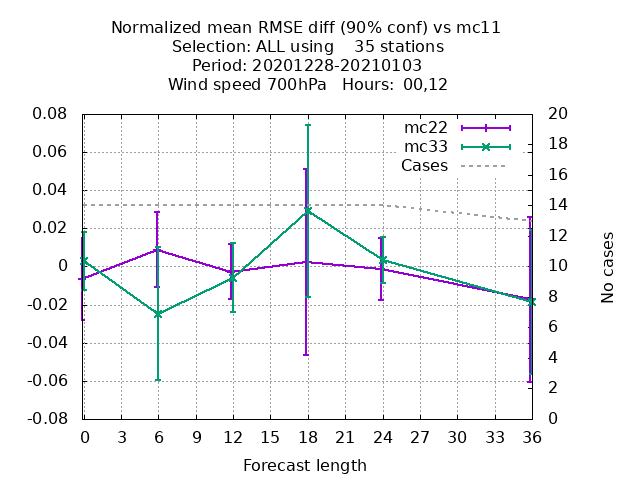 Normalized mean RMSE diff (90% conf) vs mc11
Selection: ALL using    35 stations
Period: 20201228-20210103
Wind speed 700hPa   Hours:  00,12
mc22
mc33
Cases
0.08
0.06
0.04
0.02
0
-0.02
-0.04
-0.06
-0.08
20
18
16
14
12
10
8
6
4
2
0
No cases
0 3 6 9 12 15 18 21 24 27 30 33 36
Forecast length